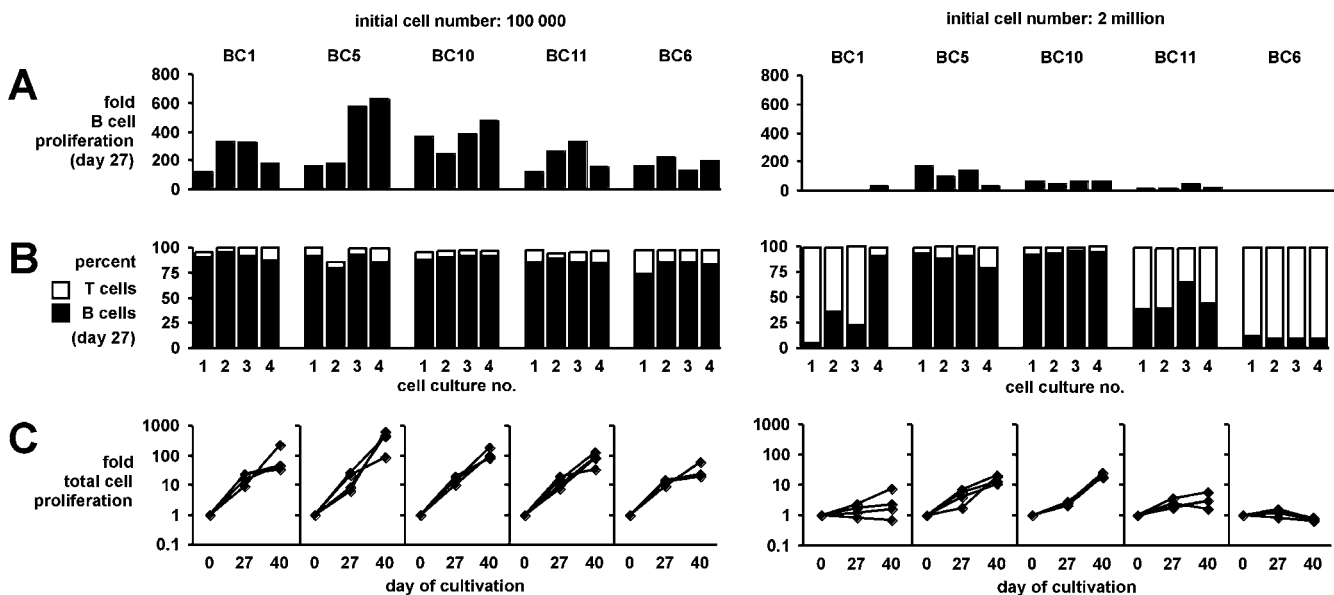 initial cell number: 100 000
initial cell number: 2 million
BC1 BC5 BC10 BC11 BC6
BC1 BC5 BC10 BC11 BC6
A
fold
B cell
proliferation
(day 27)
800
600
400
200
0
800
600
400
200
0
B
percent
T cells
B cells
(day 27)
100
75
50
25
0
1 2 3 4 1 2 3 4 1 2 3 4 1 2 3 4 1 2 3 4
cell culture no.
100
75
50
25
0
1 2 3 4 1 2 3 4 1 2 3 4 1 2 3 4 1 2 3 4
cell culture no.
C
fold
total cell
proliferation
1000
100
10
1
0.1
0 27 40 0 27 40 0 27 40 0 27 40 0 27 40
day of cultivation
1000
100
10
1
0.1
0 27 40 0 27 40 0 27 40 0 27 40 0 27 40
day of cultivation